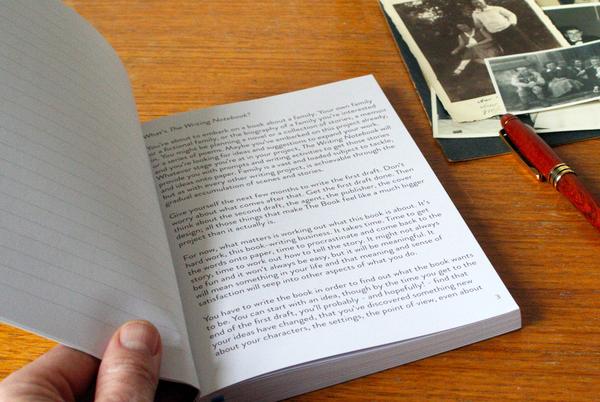 What's The Writing Notebook?
You're about to embark on a book about a family. Your own family
or a fictional family, or the biography of a family you're interested
in. You might be planning a novel or a collection of stories, a memoir
or a series of poems. Maybe you've embarked on this project already,
and you're looking for ideas and suggestions to expand your work.
Whatever stage you're at in your project, The Writing Notebook will
provide you with prompts and writing activities to get those stories
and ideas onto paper. Family is a vast and loaded subject to tackle,
but as with every other writing project, is achievable through the
gradual accumulation of scenes and stories.
Give yourself the next few months to write the first draft. Don't
worry about what comes after that. Get the first draft done. Then
think about the second draft, the agent, the publisher, the cover
design; all those things that make The Book feel like a much bigger
project than it actually is.
For now, what matters is working out what this book is about. It's
hard work, this book-writing business. It takes time. Time to get
the words onto paper, time to procrastinate and come back to the
story, time to work out how to tell the story. It might not always
be fun and it won't always be easy, but it will be meaningful. It
will mean something in your life and that meaning and sense of
satisfaction will seep into other aspects of what you do.
You have to write the book in order to find out what the book wants
to be. You can start with an idea, though by the time you get to the
end of the first draft, you'll probably – and hopefully! – find that
your ideas have changed, that you've discovered something new
about your characters, the settings, the point of view, even about
3